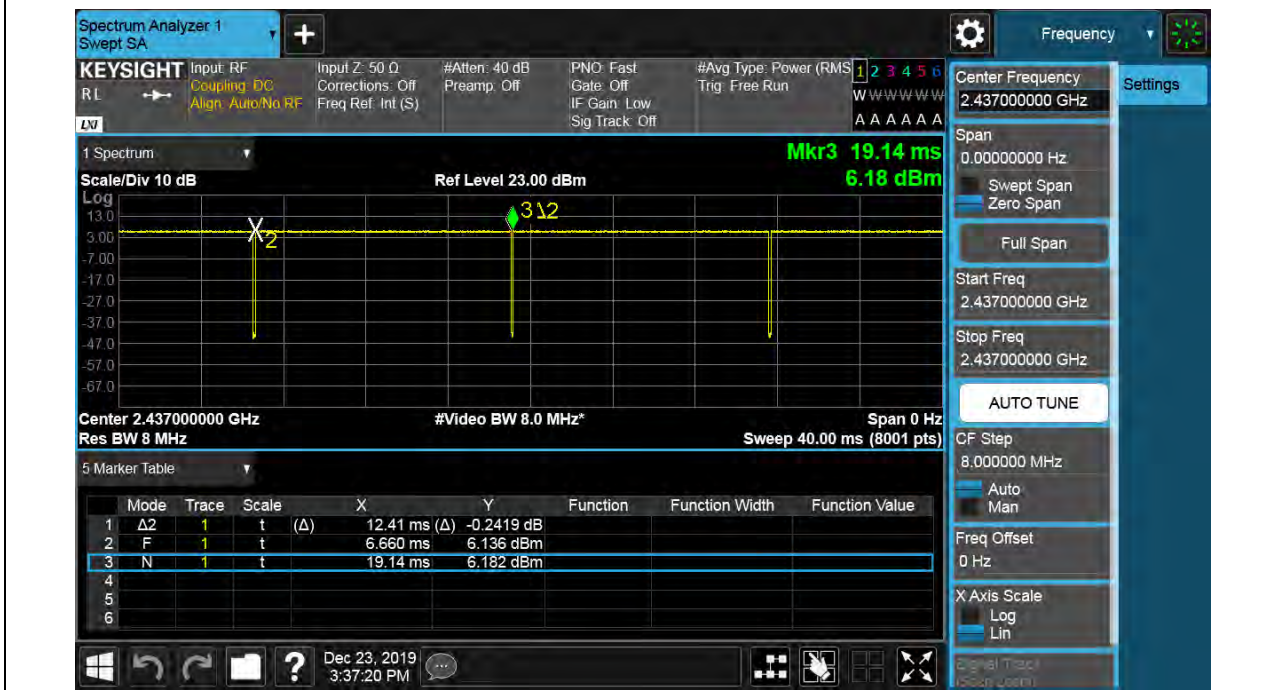 Spectrum Analyzer 1
Swept SA
Frequency
KEYSIGHT
RL
LXI
Input: RF
Coupling: DC
Align: Auto/No RF
Input Z: 50 Ω
Corrections: Off
Freq Ref: Int (S)
#Atten: 40 dB
Preamp: Off
PNO: Fast
Gate: Off
IF Gain: Low
Sig Track: Off
#Avg Type: Power (RMS
Trig: Free Run
1 2 3 4 5 6
W W W W W W
A A A A A A
1 Spectrum
Mkr3 19.14 ms
Scale/Div 10 dB
Ref Level 23.00 dBm
6.18 dBm
Log
13.0
3.00
-7.00
-17.0
-27.0
-37.0
-47.0
-57.0
-67.0
2
3 1Δ2
Center 2.437000000 GHz
#Video BW 8.0 MHz*
Span 0 Hz
Res BW 8 MHz
Sweep 40.00 ms (8001 pts)
5 Marker Table
Mode Trace Scale X Y Function Function Width Function Value
1 Δ2 1 t (Δ) 12.41 ms (Δ) -0.2419 dB
2 F 1 t 6.660 ms 6.136 dBm
3 N 1 t 19.14 ms 6.182 dBm
4
5
6
Dec 23, 2019
3:37:20 PM
Center Frequency
2.437000000 GHz
Settings
Span
0.00000000 Hz
Swept Span
Zero Span
Full Span
Start Freq
2.437000000 GHz
Stop Freq
2.437000000 GHz
AUTO TUNE
CF Step
8.000000 MHz
Auto
Man
Freq Offset
0 Hz
X Axis Scale
Log
Lin
Signal Track
(Span Zoom)